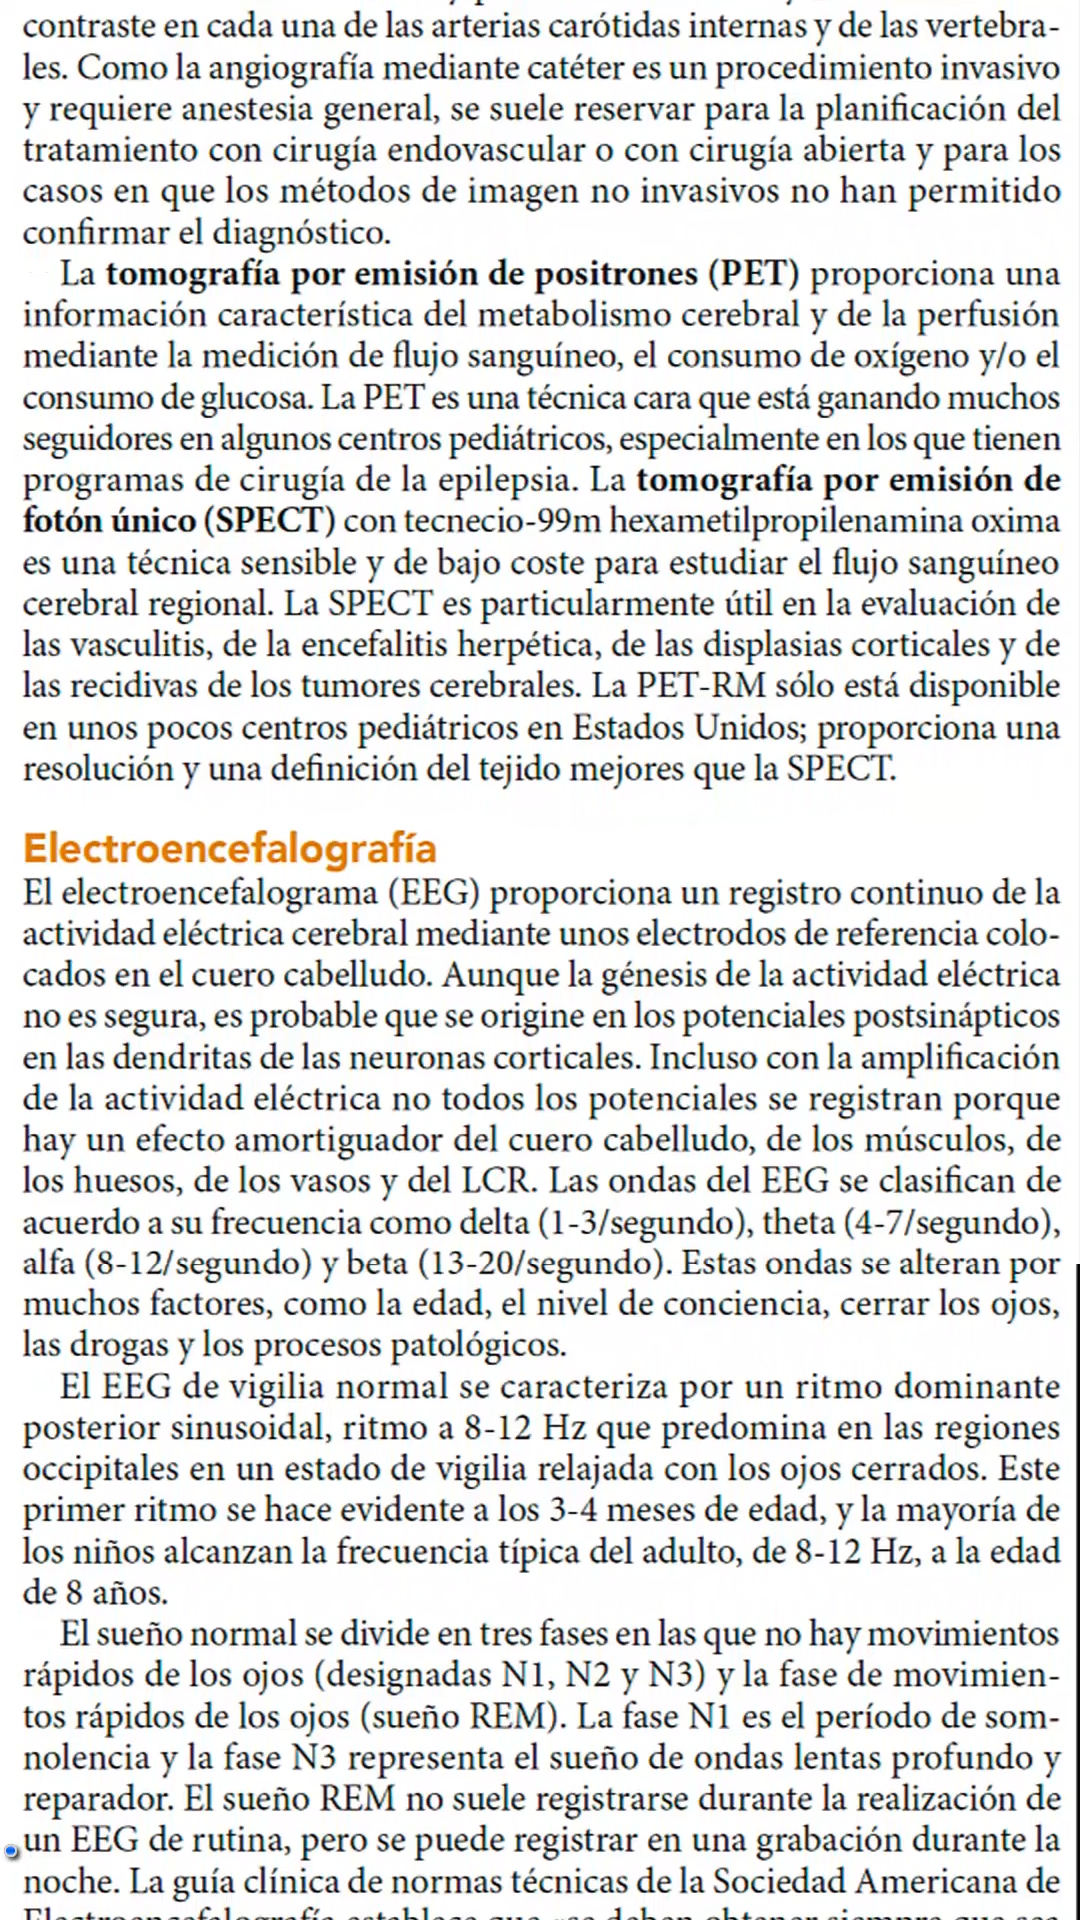 contraste en cada una de las arterias carótidas internas y de las vertebra-
les. Como la angiografía mediante catéter es un procedimiento invasivo
y requiere anestesia general, se suele reservar para la planificación del
tratamiento con cirugía endovascular o con cirugía abierta y para los
casos en que los métodos de imagen no invasivos no han permitido
confirmar el diagnóstico.
La tomografía por emisión de positrones (PET) proporciona una
información característica del metabolismo cerebral y de la perfusión
mediante la medición de flujo sanguíneo, el consumo de oxígeno y/o el
consumo de glucosa. La PET es una técnica cara que está ganando muchos
seguidores en algunos centros pediátricos, especialmente en los que tienen
programas de cirugía de la epilepsia. La tomografía por emisión de
fotón único (SPECT) con tecnecio-99m hexametilpropilenamina oxima
es una técnica sensible y de bajo coste para estudiar el flujo sanguíneo
cerebral regional. La SPECT es particularmente útil en la evaluación de
las vasculitis, de la encefalitis herpética, de las displasias corticales y de
las recidivas de los tumores cerebrales. La PET-RM sólo está disponible
en unos pocos centros pediátricos en Estados Unidos; proporciona una
resolución y una definición del tejido mejores que la SPECT.
Electroencefalografía
El electroencefalograma (EEG) proporciona un registro continuo de la
actividad eléctrica cerebral mediante unos electrodos de referencia colo-
cados en el cuero cabelludo. Aunque la génesis de la actividad eléctrica
no es segura, es probable que se origine en los potenciales postsinápticos
en las dendritas de las neuronas corticales. Incluso con la amplificación
de la actividad eléctrica no todos los potenciales se registran porque
hay un efecto amortiguador del cuero cabelludo, de los músculos, de
los huesos, de los vasos y del LCR. Las ondas del EEG se clasifican de
acuerdo a su frecuencia como delta (1-3/segundo), theta (4-7/segundo),
alfa (8-12/segundo) y beta (13-20/segundo). Estas ondas se alteran por
muchos factores, como la edad, el nivel de conciencia, cerrar los ojos,
las drogas y los procesos patológicos.
El EEG de vigilia normal se caracteriza por un ritmo dominante
posterior sinusoidal, ritmo a 8-12 Hz que predomina en las regiones
occipitales en un estado de vigilia relajada con los ojos cerrados. Este
primer ritmo se hace evidente a los 3-4 meses de edad, y la mayoría de
los niños alcanzan la frecuencia típica del adulto, de 8-12 Hz, a la edad
de 8 años.
El sueño normal se divide en tres fases en las que no hay movimientos
rápidos de los ojos (designadas N1, N2 y N3) y la fase de movimien-
tos rápidos de los ojos (sueño REM). La fase N1 es el período de som-
nolencia y la fase N3 representa el sueño de ondas lentas profundo y
reparador. El sueño REM no suele registrarse durante la realización de
un EEG de rutina, pero se puede registrar en una grabación durante la
noche. La guía clínica de normas técnicas de la Sociedad Americana de
Electroencefalografía establece que «se deben obtener siempre que sea